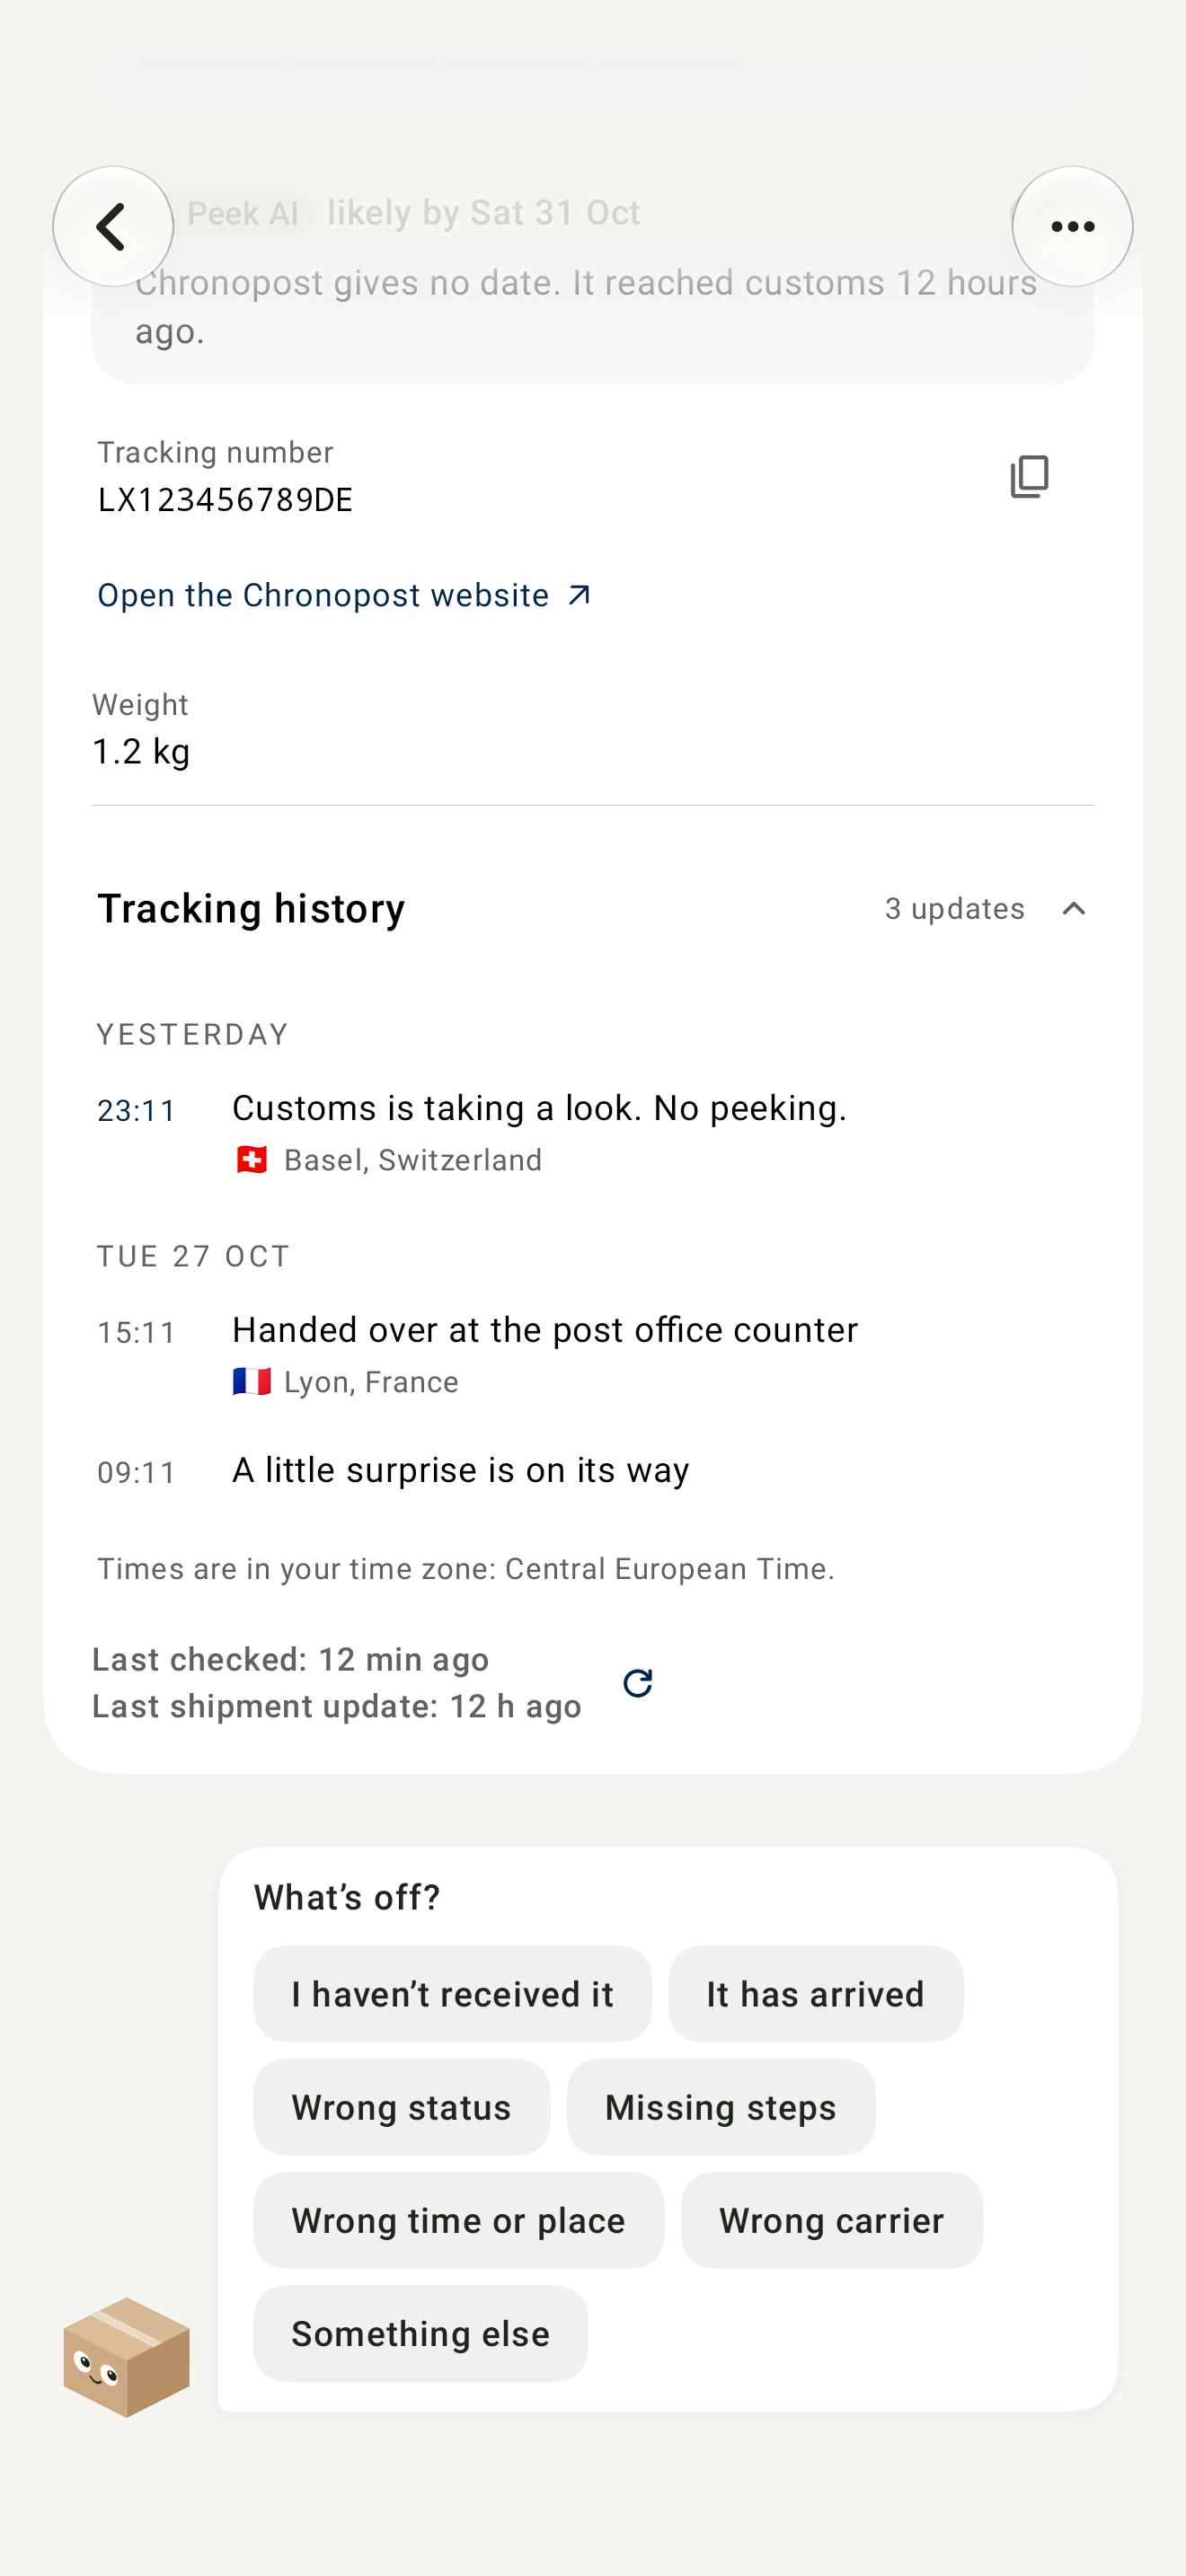 Peek AI likely by Sat 31 Oct
Chronopost gives no date. It reached customs 12 hours
ago.
Tracking number
LX123456789DE
Open the Chronopost website
Weight
1.2 kg
Tracking history
3 updates
YESTERDAY
23:11 Customs is taking a look. No peeking.
Basel, Switzerland
TUE 27 OCT
15:11 Handed over at the post office counter
Lyon, France
09:11 A little surprise is on its way
Times are in your time zone: Central European Time.
Last checked: 12 min ago
Last shipment update: 12 h ago
What’s off?
I haven’t received it
It has arrived
Wrong status
Missing steps
Wrong time or place
Wrong carrier
Something else